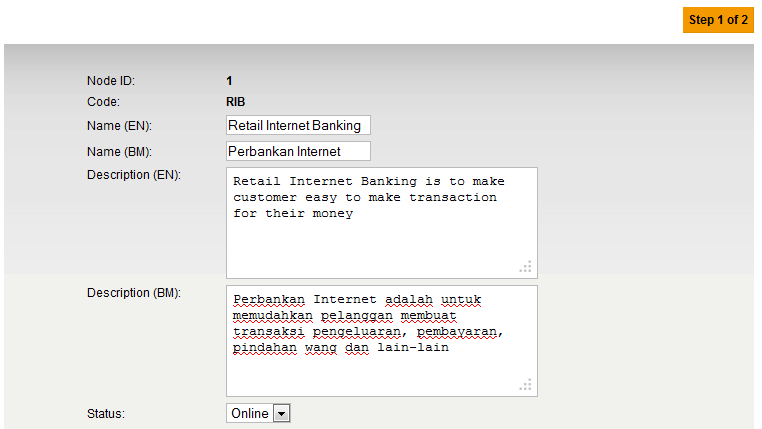 Step 1 of 2
Node ID: 1
Code: RIB
Name (EN): Retail Internet Banking
Name (BM): Perbankan Internet
Description (EN): Retail Internet Banking is to make
customer easy to make transaction
for their money
Description (BM): Perbankan Internet adalah untuk
memudahkan pelanggan membuat
transaksi pengeluaran, pembayaran,
pindahan wang dan lain-lain
Status: Online